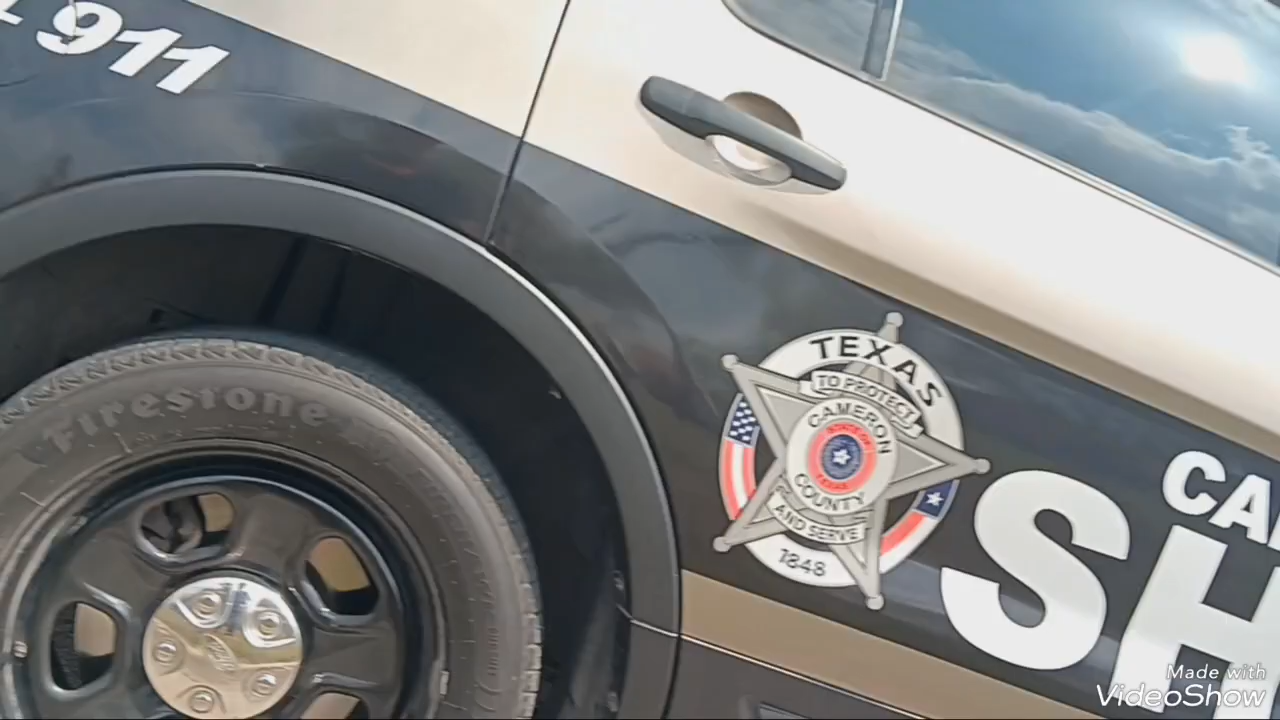 911
Firestone
TEXAS
TO PROTECT
CAMERON
COUNTY
AND SERVE
1848
CA
SH
Made with
VideoShow